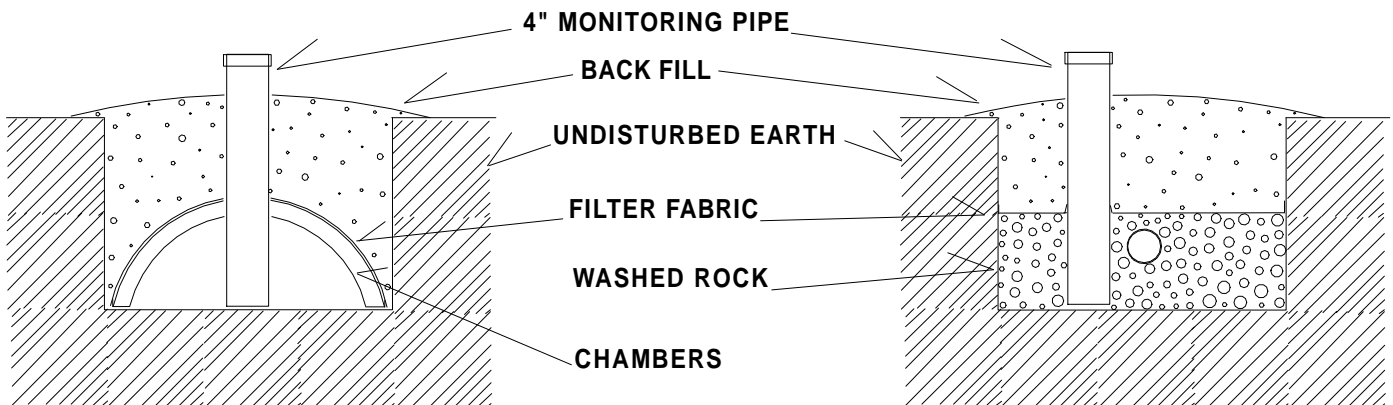 4" MONITORING PIPE
BACK FILL
UNDISTURBED EARTH
FILTER FABRIC
WASHED ROCK
CHAMBERS